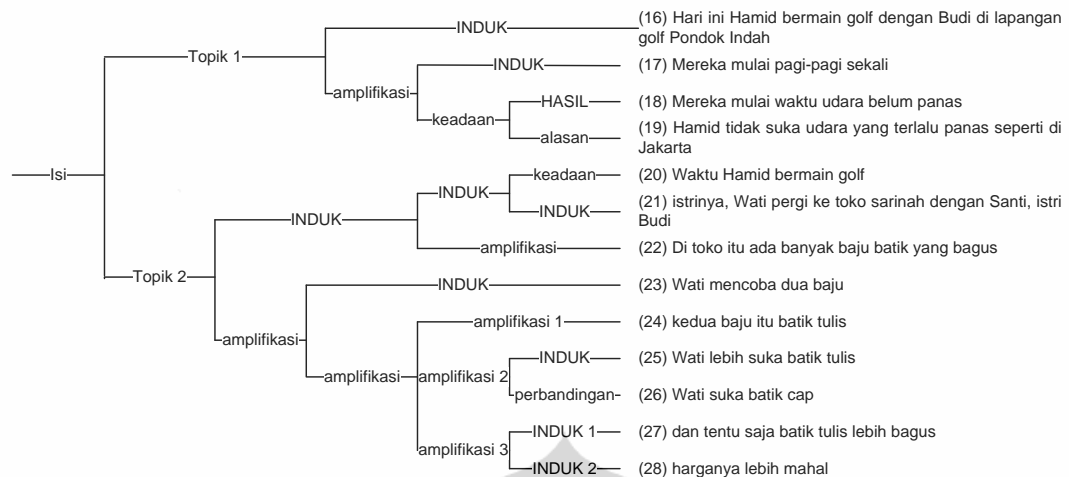 INDUK (16) Hari ini Hamid bermain golf dengan Budi di lapangan
golf Pondok Indah
Topik 1
INDUK (17) Mereka mulai pagi-pagi sekali
amplifikasi
HASIL (18) Mereka mulai waktu udara belum panas
keadaan
alasan (19) Hamid tidak suka udara yang terlalu panas seperti di
Jakarta
Isi
keadaan (20) Waktu Hamid bermain golf
INDUK
INDUK (21) istrinya, Wati pergi ke toko sarinah dengan Santi, istri
Budi
INDUK
amplifikasi (22) Di toko itu ada banyak baju batik yang bagus
Topik 2
INDUK (23) Wati mencoba dua baju
amplifikasi
amplifikasi 1 (24) kedua baju itu batik tulis
INDUK (25) Wati lebih suka batik tulis
amplifikasi amplifikasi 2
perbandingan (26) Wati suka batik cap
INDUK 1 (27) dan tentu saja batik tulis lebih bagus
amplifikasi 3
INDUK 2 (28) harganya lebih mahal